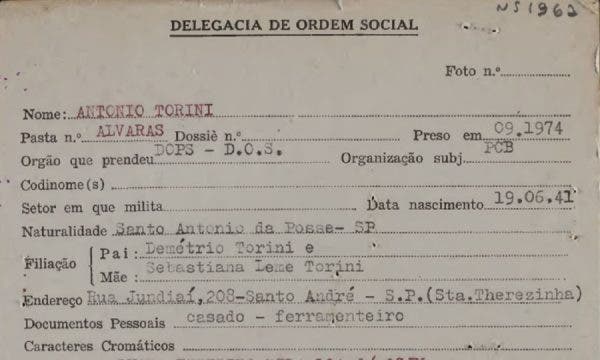 NS 1962
DELEGACIA DE ORDEM SOCIAL
Foto n.º
Nome: ANTONIO TORINI
Pasta n.º ALVARAS Dossiê n.º Preso em 09.1974
Orgão que prendeu DOPS - D.O.S. Organização subj. PCB
Codinome(s)
Setor em que milita Data nascimento 19.06.41
Naturalidade Santo Antonio da Posse- SP
Filiação
Pai: Demétrio Torini e
Mãe: Sebastiana Leme Torini
Endereço Rua Jundiaí,208-Santo André - S.P.(Sta.Therezinha)
Documentos Pessoais casado - ferramenteiro
Caracteres Cromáticos